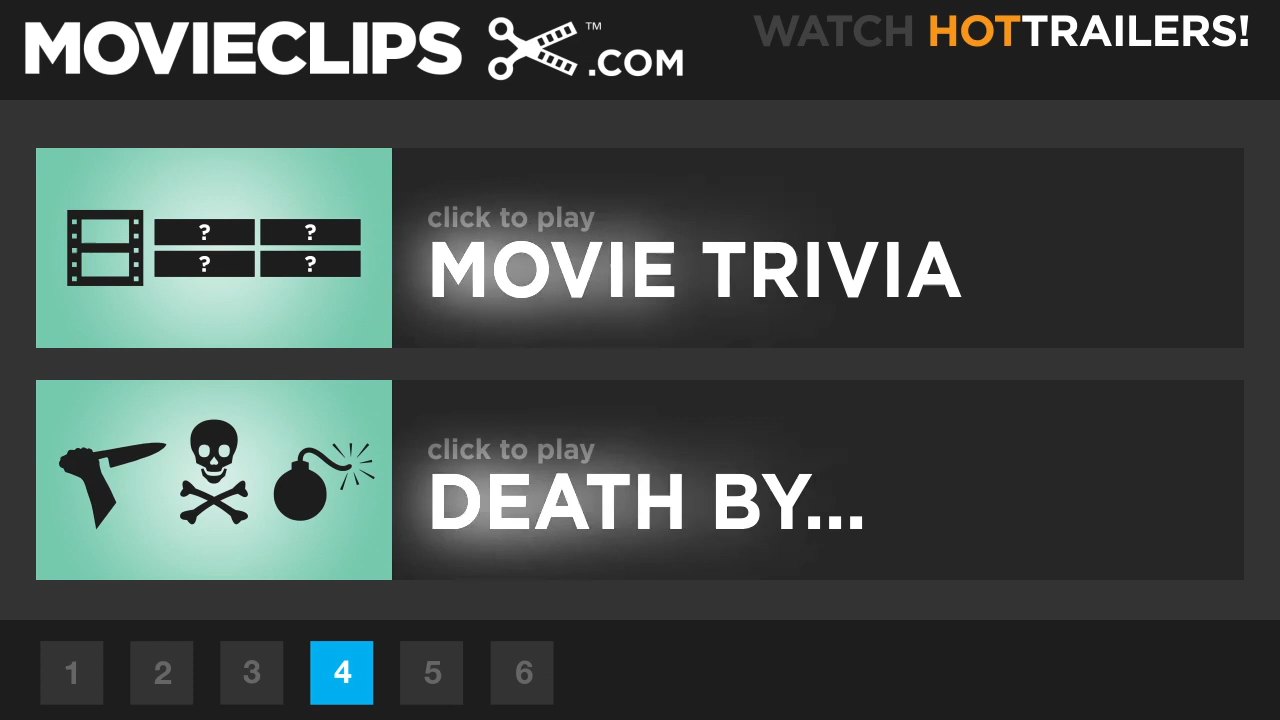 MOVIECLIPS ™
.COM
WATCH HOTTRAILERS!
? ?
? ?
click to play
MOVIE TRIVIA
click to play
DEATH BY...
1 2 3 4 5 6